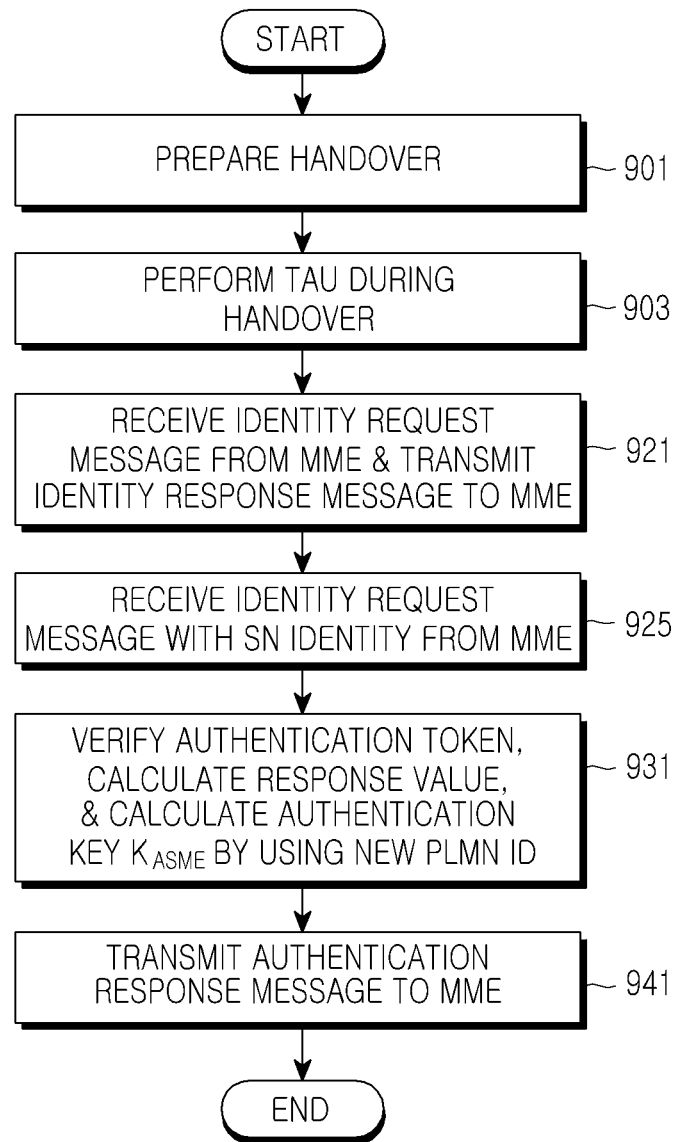 START
PREPARE HANDOVER
901
PERFORM TAU DURING
HANDOVER
903
RECEIVE IDENTITY REQUEST
MESSAGE FROM MME & TRANSMIT
IDENTITY RESPONSE MESSAGE TO MME
921
RECEIVE IDENTITY REQUEST
MESSAGE WITH SN IDENTITY FROM MME
925
VERIFY AUTHENTICATION TOKEN,
CALCULATE RESPONSE VALUE,
& CALCULATE AUTHENTICATION
KEY KASME BY USING NEW PLMN ID
931
TRANSMIT AUTHENTICATION
RESPONSE MESSAGE TO MME
941
END